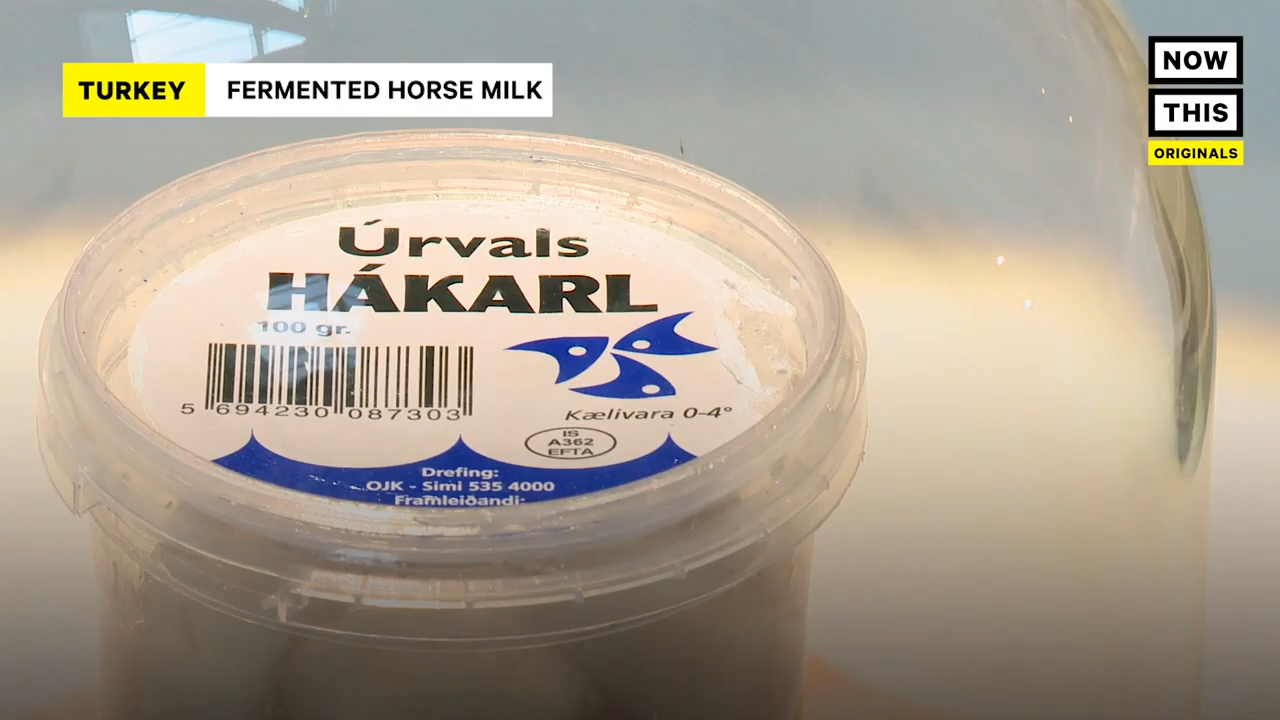 TURKEY FERMENTED HORSE MILK
NOW
THIS
ORIGINALS
Úrvals
HÁKARL
100 gr.
5 694230 087303
Kælivara 0-4°
IS
A362
EFTA
Drefing:
OJK - Simi 535 4000
Framleiðandi: